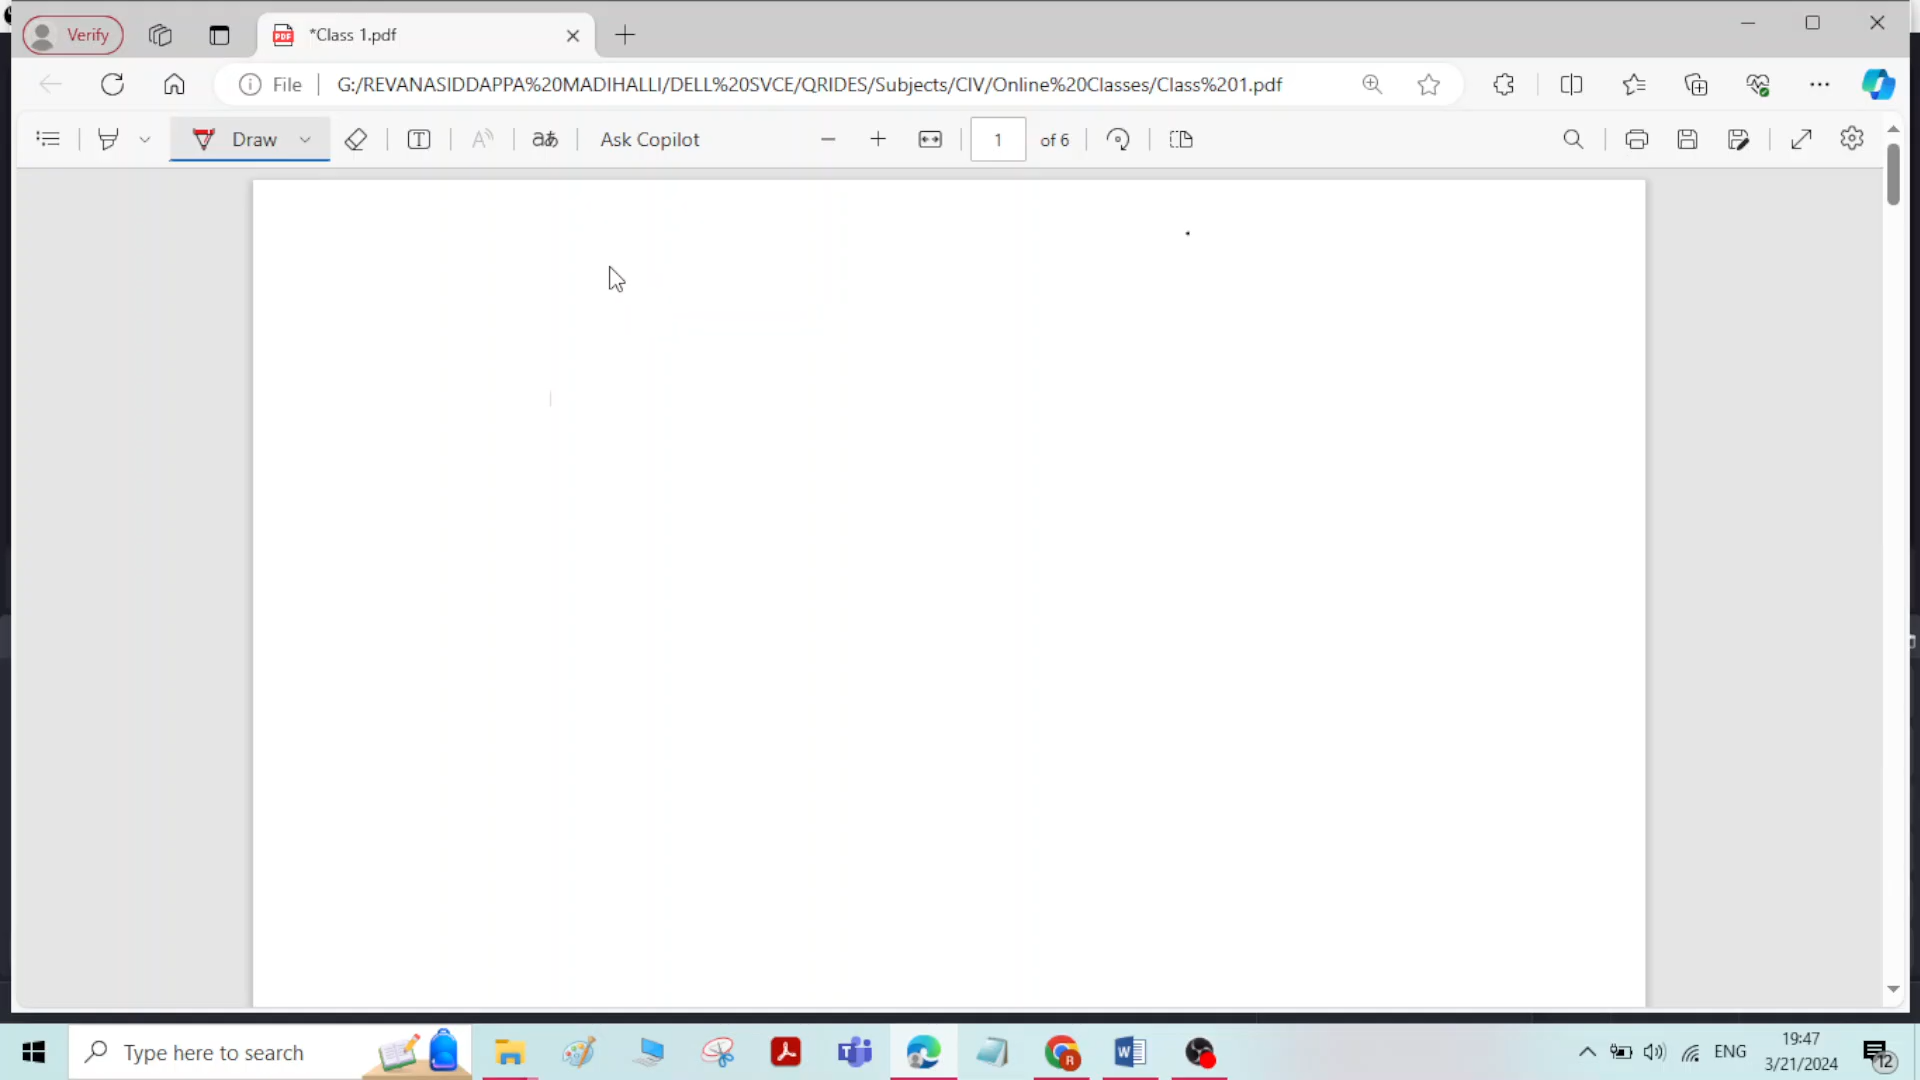 Verify
*Class 1.pdf
File
G:/REVANASIDDAPPA%20MADIHALLI/DELL%20SVCE/QRIDES/Subjects/CIV/Online%20Classes/Class%201.pdf
Draw
Ask Copilot
1 of 6
Type here to search
ENG
19:47
3/21/2024
12